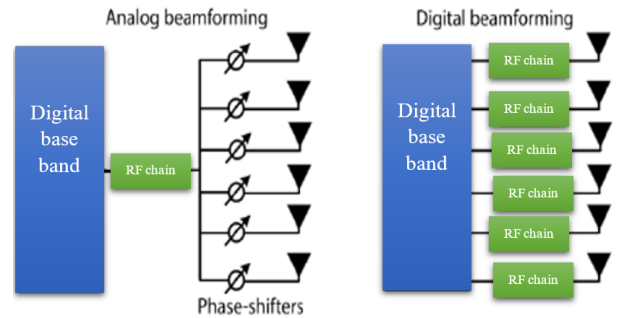 Analog beamforming
Digital
base
band
RF chain
Phase-shifters
Digital beamforming
Digital
base
band
RF chain
RF chain
RF chain
RF chain
RF chain
RF chain